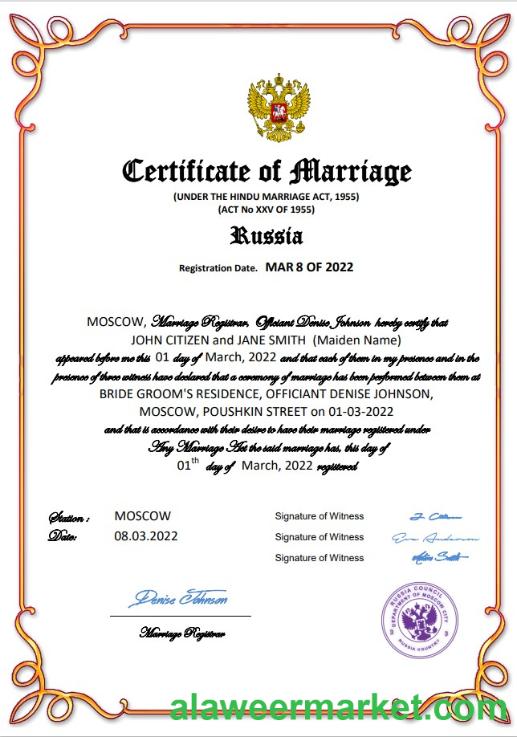 Certificate of Marriage
(UNDER THE HINDU MARRIAGE ACT, 1955)
(ACT No XXV OF 1955)
Russia
Registration Date. MAR 8 OF 2022
MOSCOW, Marriage Registrar, Officiant Denise Johnson hereby certify that
JOHN CITIZEN and JANE SMITH (Maiden Name)
appeared before me this 01 day of March, 2022 and that each of them in my presence and in the
presence of three witness have declared that a ceremony of marriage has been performed between them at
BRIDE GROOM'S RESIDENCE, OFFICIANT DENISE JOHNSON,
MOSCOW, POUSHKIN STREET on 01-03-2022
and that is accordance with their desire to have their marriage registered under
Any Marriage Act the said marriage has, this day of
01th day of March, 2022 registered
Station : MOSCOW
Date: 08.03.2022
Signature of Witness
Signature of Witness Eva Anderson
Signature of Witness
Denise Johnson
Marriage Registrar
RUSSIA COUNCIL
DEPARTMENT OF MOSCOW CITY
RUSSIA COUNTRY
alaweermarket.com